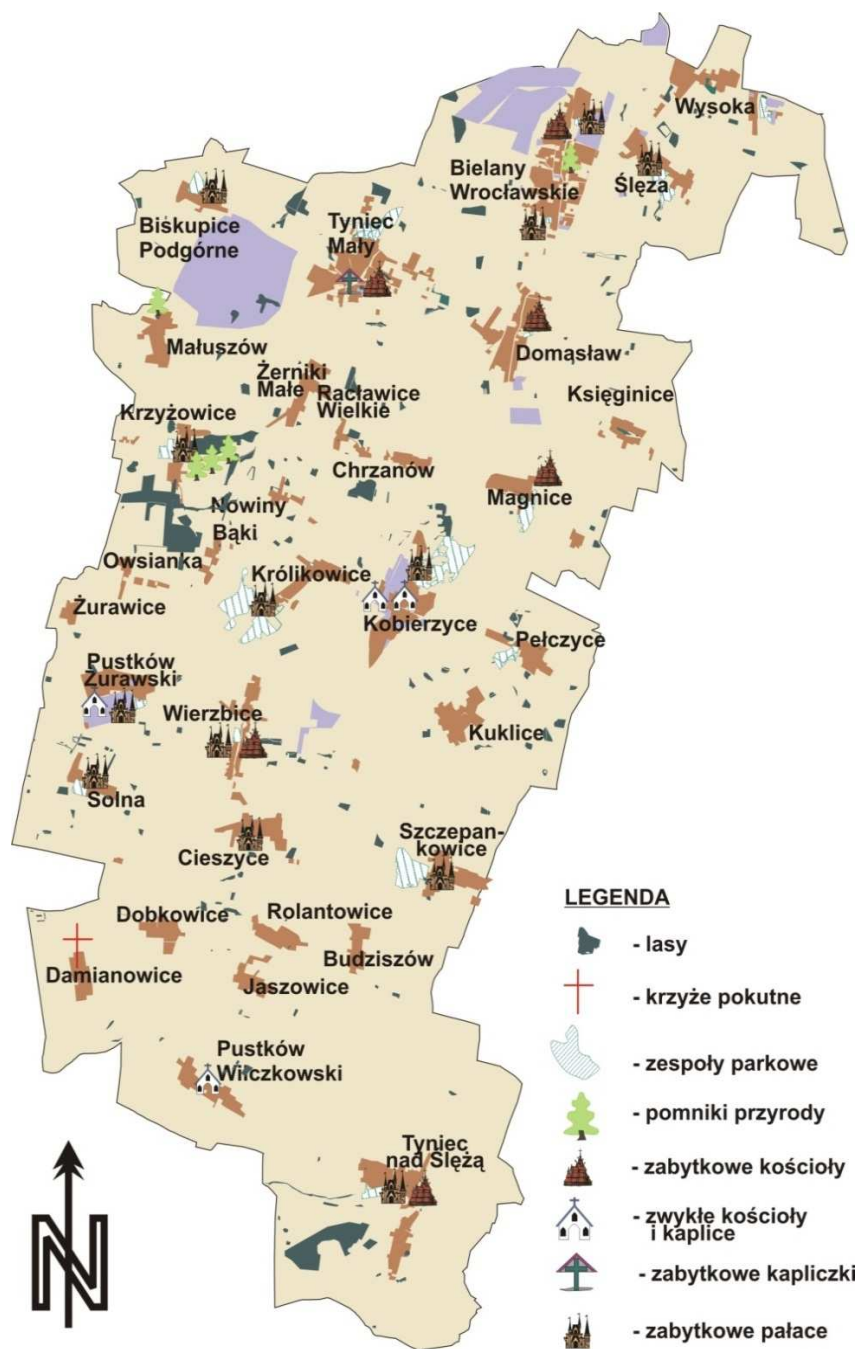 Wysoka
Bielany
Wrocławskie
Ślęza
Biskupice
Podgórne
Tyniec
Mały
Małuszów
Domasław
Żerniki
Małe
Racławice
Wielkie
Księginice
Krzyżowice
Chrzanów
Magnice
Nowiny
Bąki
Owsianka
Królikowice
Żurawice
Kobierzyce
Pełczyce
Pustków
Żurawski
Wierzbice
Kuklice
Solna
Cieszyce
Szczepan-
kowice
Dobkowice
Rolantowice
Budziszów
Damianowice
Jaszowice
Pustków
Wilczkowski
Tyniec
nad Ślężą
N
LEGENDA
- lasy
- krzyże pokutne
- zespoły parkowe
- pomniki przyrody
- zabytkowe kościoły
- zwykłe kościoły
i kaplice
- zabytkowe kapliczki
- zabytkowe pałace